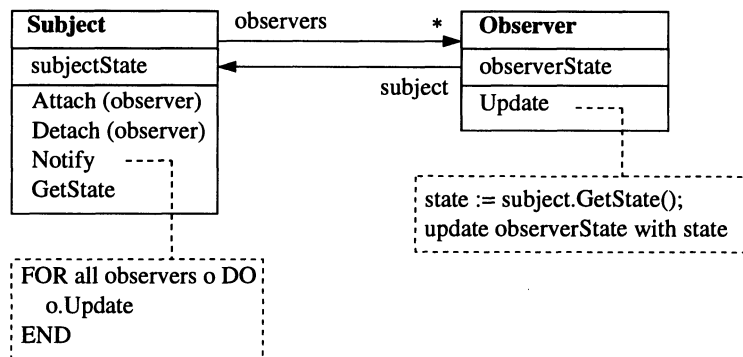 Subject
observers
*
Observer
subjectState
subject
observerState
Attach (observer)
Detach (observer)
Notify
GetState
Update
state := subject.GetState();
update observerState with state
FOR all observers o DO
o.Update
END